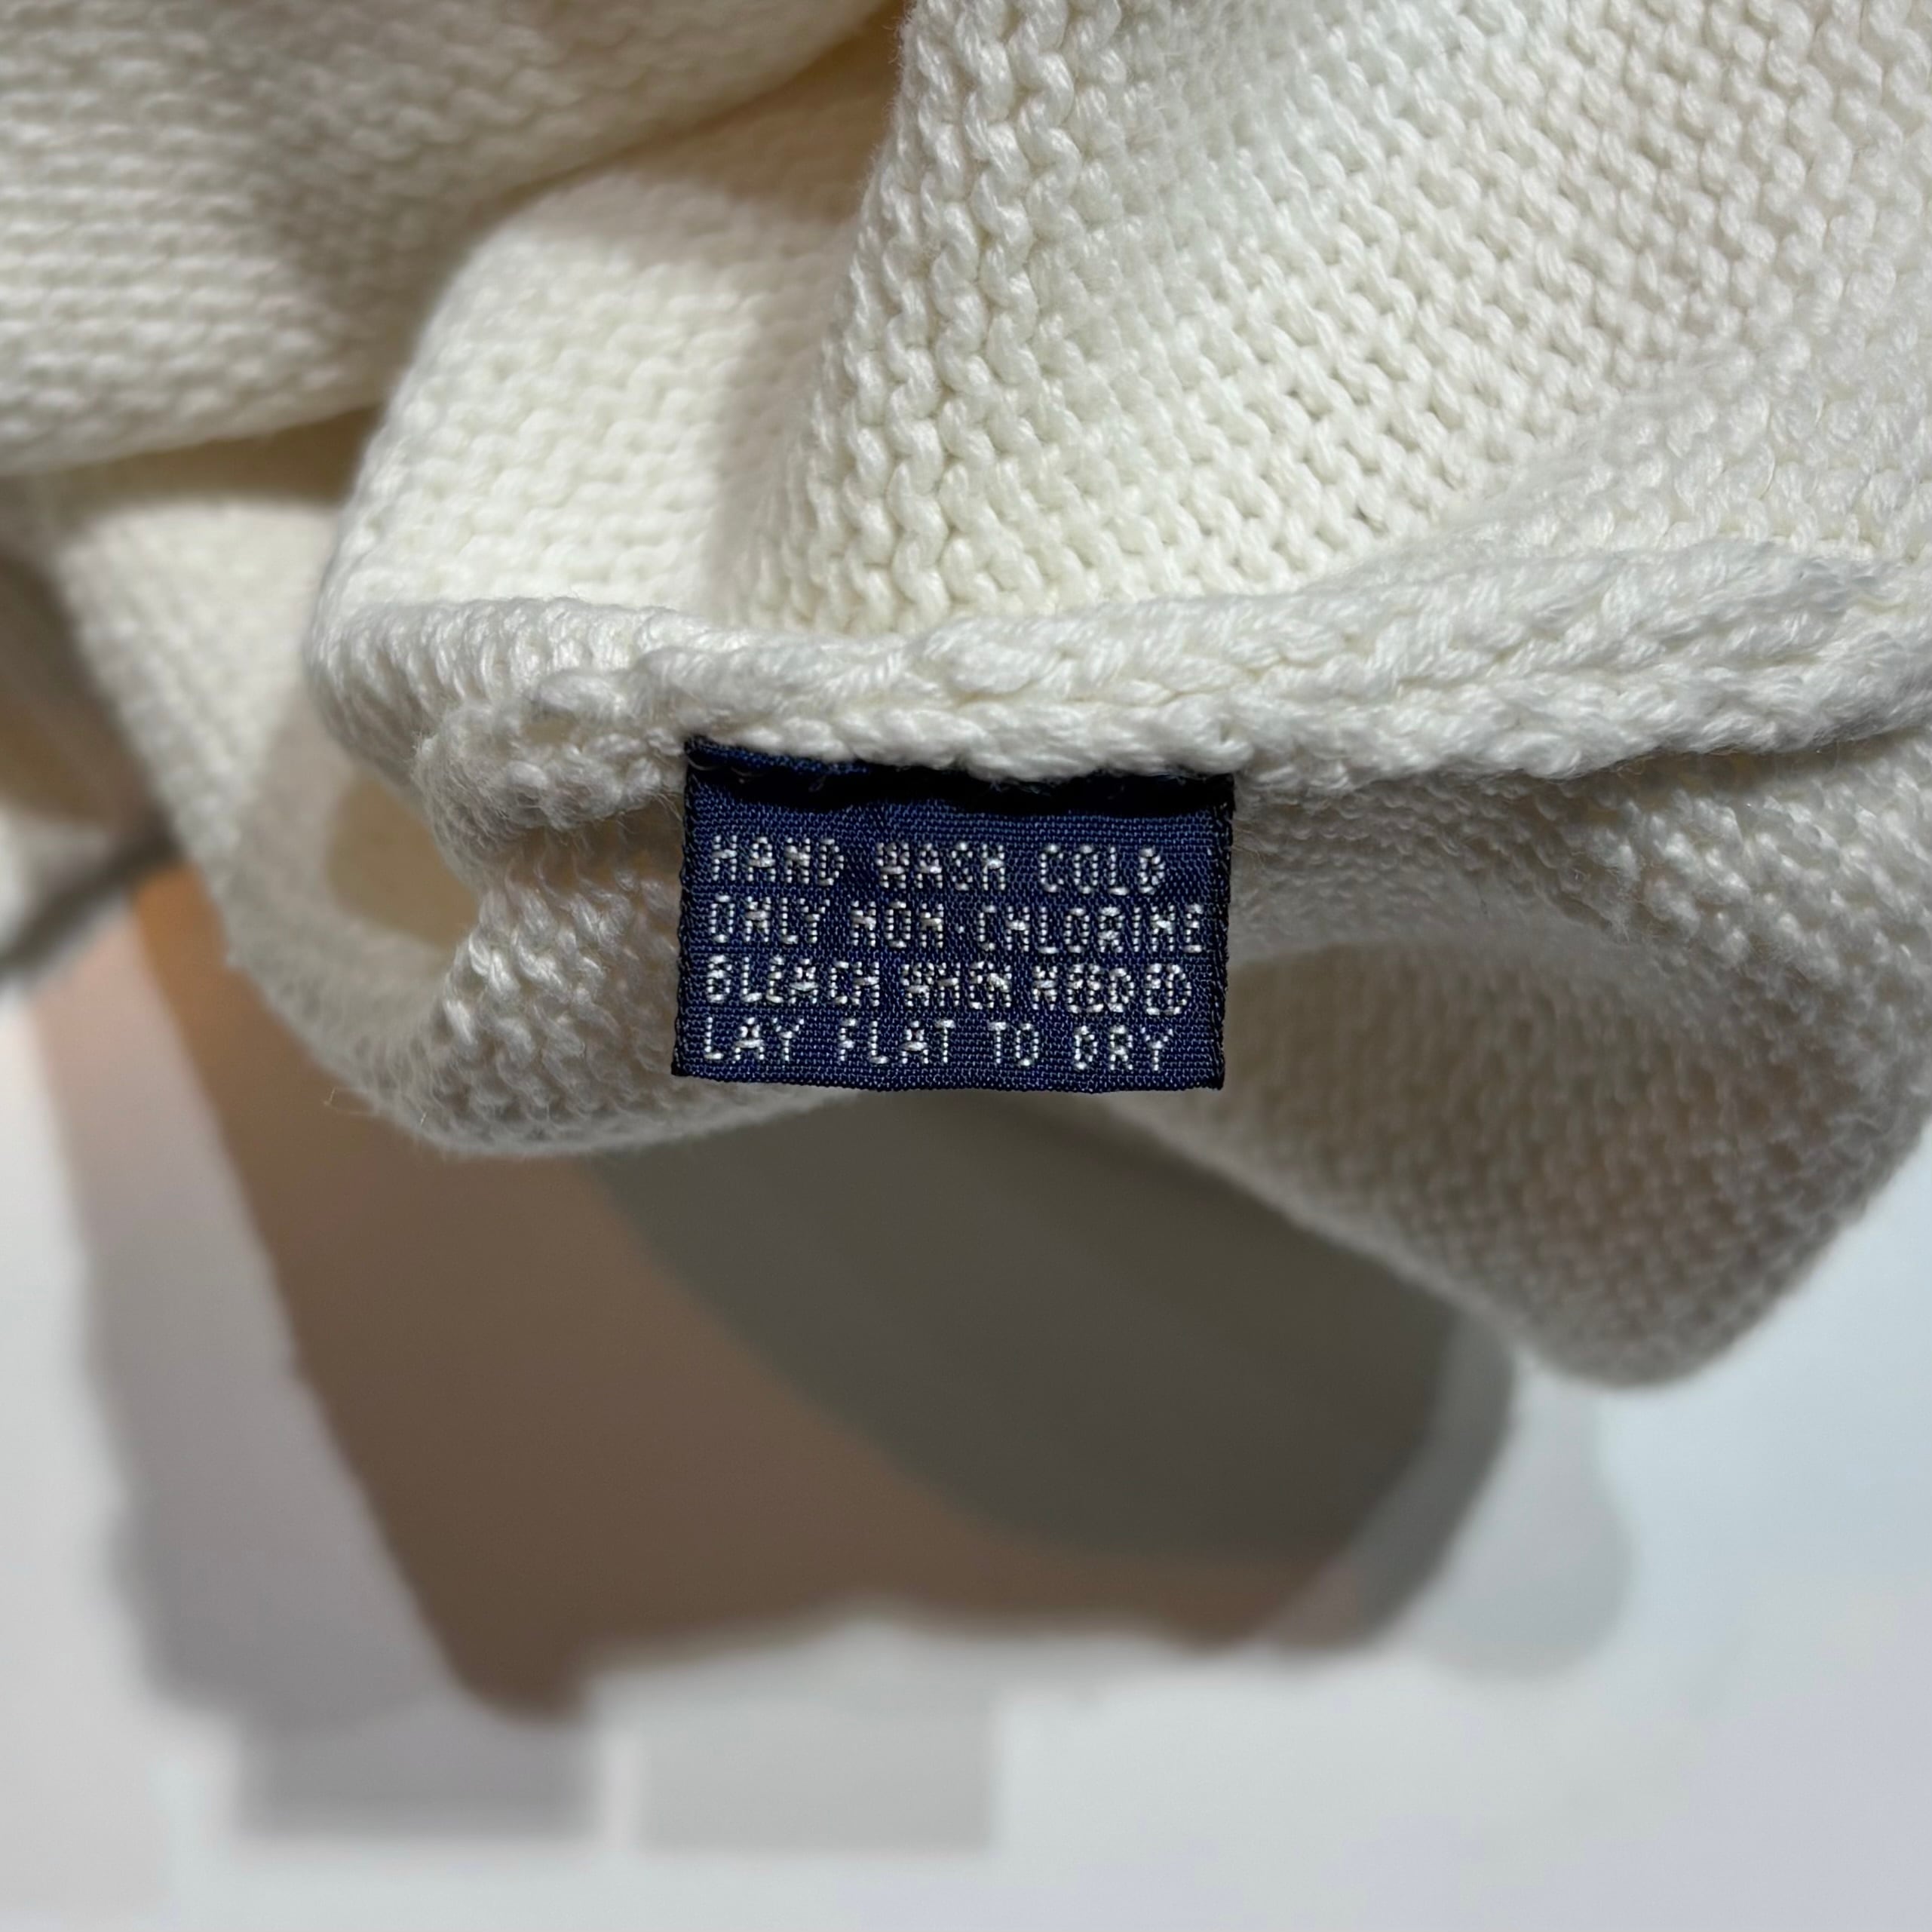 HAND WASH COLD
ONLY NON-CHLORINE
BLEACH WHEN NEEDED
LAY FLAT TO DRY